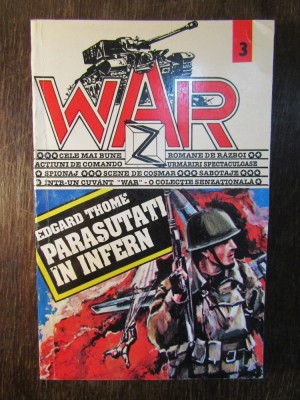 3
WAR
Z
CELE MAI BUNE ROMANE DE RĂZBOI
ACȚIUNI DE COMANDO URMĂRIRI SPECTACULOASE
SPIONAJ SCENE DE COȘMAR SABOTAJE
ÎNTR-UN CUVÂNT "WAR" - O COLECȚIE SENZAȚIONALĂ
EDGARD THOMÉ
PARAȘUTAȚI
ÎN INFERN